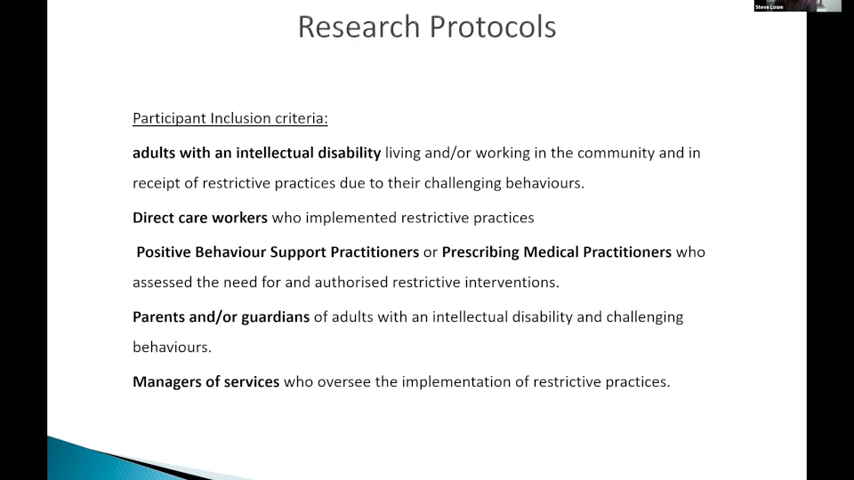 Steve Lowe
Research Protocols
Participant Inclusion criteria:
adults with an intellectual disability living and/or working in the community and in
receipt of restrictive practices due to their challenging behaviours.
Direct care workers who implemented restrictive practices
Positive Behaviour Support Practitioners or Prescribing Medical Practitioners who
assessed the need for and authorised restrictive interventions.
Parents and/or guardians of adults with an intellectual disability and challenging
behaviours.
Managers of services who oversee the implementation of restrictive practices.